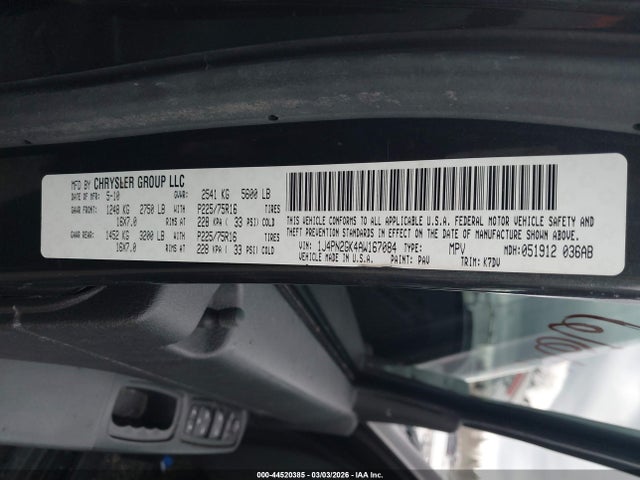 MFD BY CHRYSLER GROUP LLC
DATE OF MFR: 5-10 GVWR: 2541 KG 5600 LB
GAWR FRONT: 1248 KG 2750 LB WITH P225/75R16 TIRES
16X7.0 RIMS AT 228 KPA ( 33 PSI) COLD
GAWR REAR: 1452 KG 3200 LB WITH P225/75R16 TIRES
16X7.0 RIMS AT 228 KPA ( 33 PSI) COLD
THIS VEHICLE CONFORMS TO ALL APPLICABLE U.S.A. FEDERAL MOTOR VEHICLE SAFETY
AND THEFT PREVENTION STANDARDS IN EFFECT ON THE DATE OF MANUFACTURE SHOWN ABOVE.
VIN: 1J4PN2GK4AW167084 TYPE: MPV MDH: 051912 036AB
VEHICLE MADE IN U.S.A. PAINT: PAV TRIM: K7DV
000-44520385 - 03/03/2026 - IAA Inc.